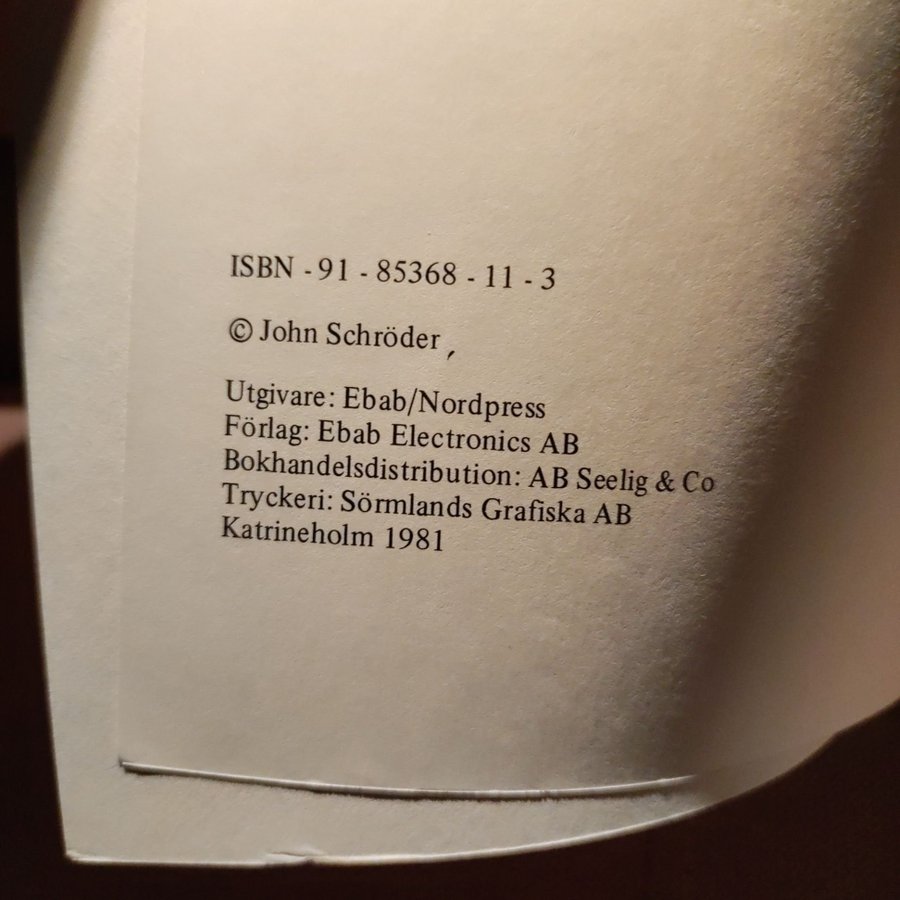 ISBN - 91 - 85368 - 11 - 3
© John Schröder,
Utgivare: Ebab/Nordpress
Förlag: Ebab Electronics AB
Bokhandelsdistribution: AB Seelig & Co
Tryckeri: Sörmlands Grafiska AB
Katrineholm 1981